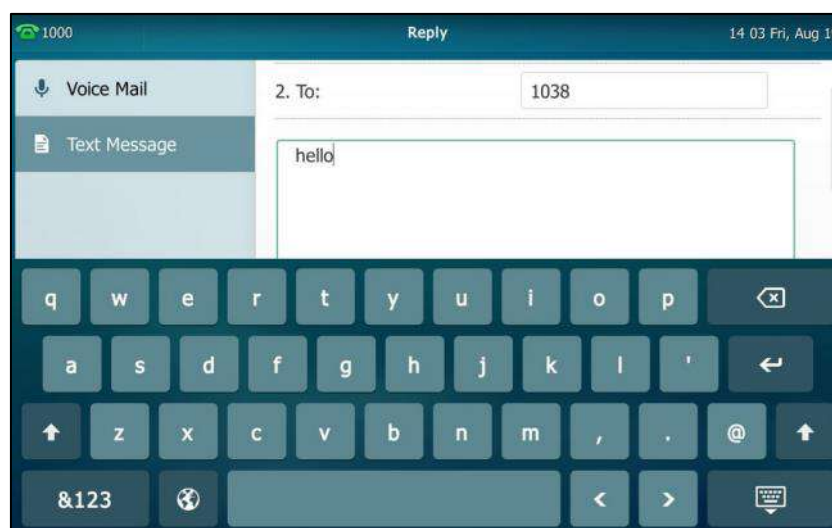 1000 Reply 14 03 Fri, Aug 1
Voice Mail
2. To: 1038
Text Message
hello
q w e r t y u i o p
a s d f g h j k l '
z x c v b n m , . @
&123 < >